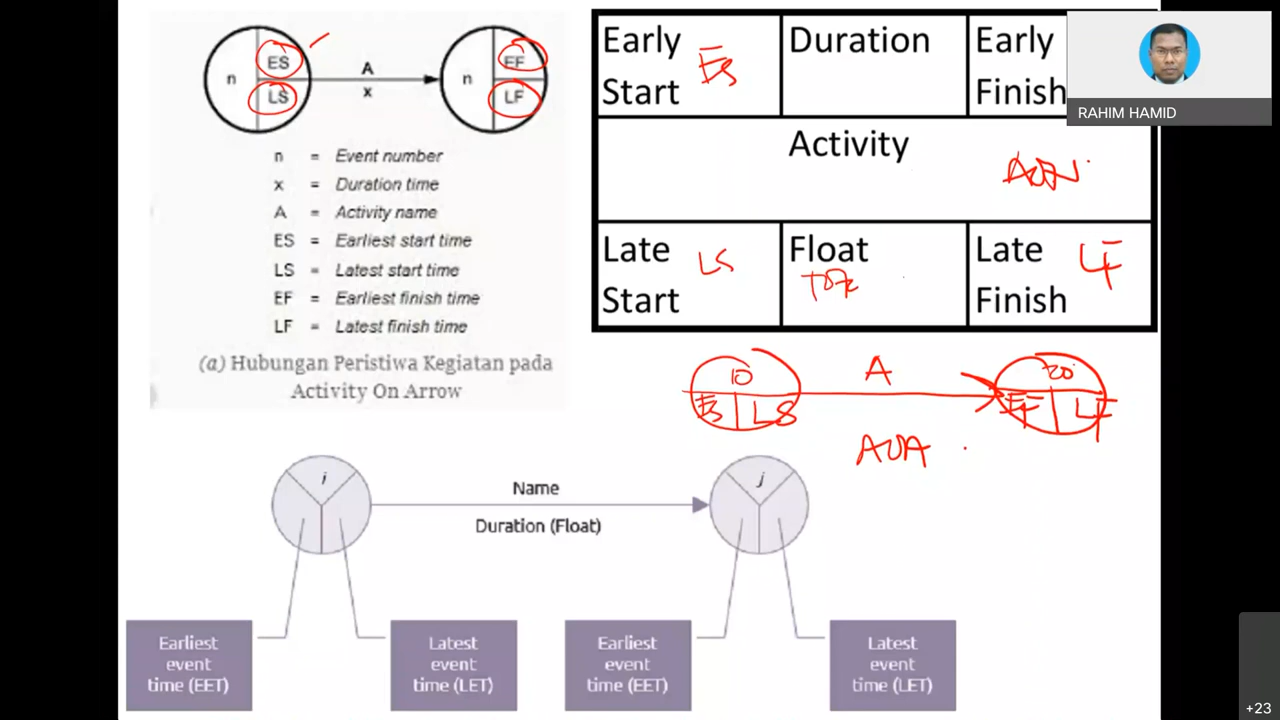 ES
n
LS
A
x
EF
n
LF
n = Event number
x = Duration time
A = Activity name
ES = Earliest start time
LS = Latest start time
EF = Earliest finish time
LF = Latest finish time
(a) Hubungan Peristiwa Kegiatan pada
Activity On Arrow
Early
Start
ES
Duration
Early
Finish
RAHIM HAMID
Activity
AON
Late
Start
LS
Float
Late
Finish
LF
10
ES LS
A
20
EF LF
AOA
i
Name
Duration (Float)
j
Earliest
event
time (EET)
Latest
event
time (LET)
Earliest
event
time (EET)
Latest
event
time (LET)
+23